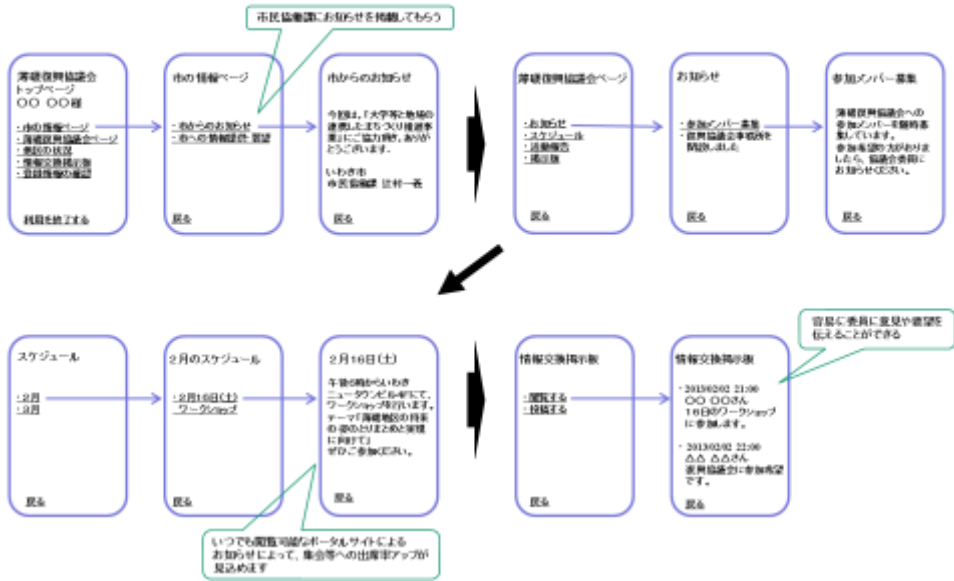 市民協働課にお知らせを掲載してもらう
薄磯復興協議会
トップページ
○○ ○○様
・市の情報ページ
・薄磯復興協議会ページ
・地区の状況
・情報交換掲示板
・登録情報の確認
利用を終了する
市の情報ページ
・市からのお知らせ
・市への情報提供・要望
戻る
市からのお知らせ
今回は、「大学等と地域の
連携したまちづくり推進事
業」にご協力頂き、ありが
とうございます。
いわき市
市民協働課 辻村一義
戻る
薄磯復興協議会ページ
・お知らせ
・スケジュール
・活動報告
・掲示板
戻る
お知らせ
・参加メンバー募集
・復興協議会事務所を
開設しました
戻る
参加メンバー募集
薄磯復興協議会への
参加メンバーを随時募
集しています。
参加希望の方がおりま
したら、協議会委員に
お知らせください。
戻る
スケジュール
・2月
・3月
戻る
2月のスケジュール
・2月16日(土)
ワークショップ
戻る
2月16日(土)
午後6時からいわき
ニュータウンビル4Fにて、
ワークショップを行います。
テーマ「薄磯地区の将来
の姿のとりまとめと実現
に向けて」
ぜひご参加ください。
戻る
いつでも閲覧可能なポータルサイトによる
お知らせによって、集会等への出席率アップが
見込めます
情報交換掲示板
・閲覧する
・投稿する
戻る
情報交換掲示板
・2013/02/02 21:00
○○ ○○さん
16日のワークショップ
に参加します。
・2013/02/02 22:00
△△ △△さん
復興協議会に参加希望
です。
戻る
容易に委員に意見や要望を
伝えることができる